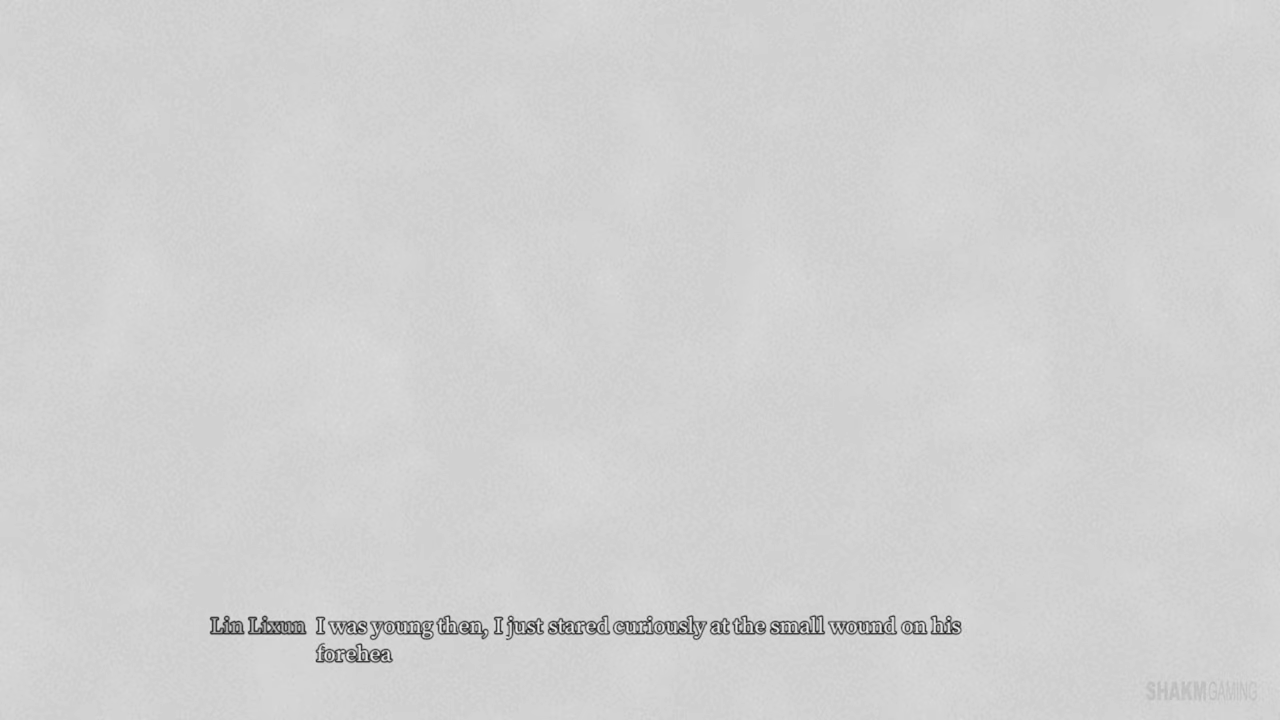 Lin Lixun I was young then, I just stared curiously at the small wound on his
forehea
SHAKMGAMING